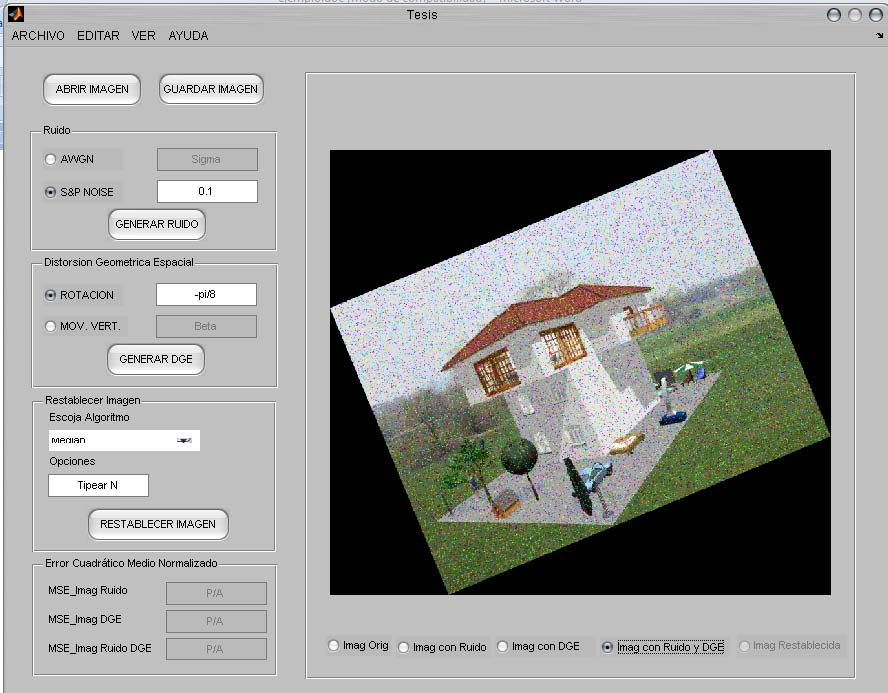 Tesis
ARCHIVO EDITAR VER AYUDA
ABRIR IMAGEN GUARDAR IMAGEN
Ruido
AWGN Sigma
S&P NOISE 0.1
GENERAR RUIDO
Distorsion Geometrica Espacial
ROTACION -pi/8
MOV. VERT. Beta
GENERAR DGE
Restablecer Imagen
Escoja Algoritmo
Median
Opciones
Tipear N
RESTABLECER IMAGEN
Error Cuadrático Medio Normalizado
MSE_Imag Ruido P/A
MSE_Imag DGE P/A
MSE_Imag Ruido DGE P/A
Imag Orig Imag con Ruido Imag con DGE Imag con Ruido y DGE Imag Restablecida